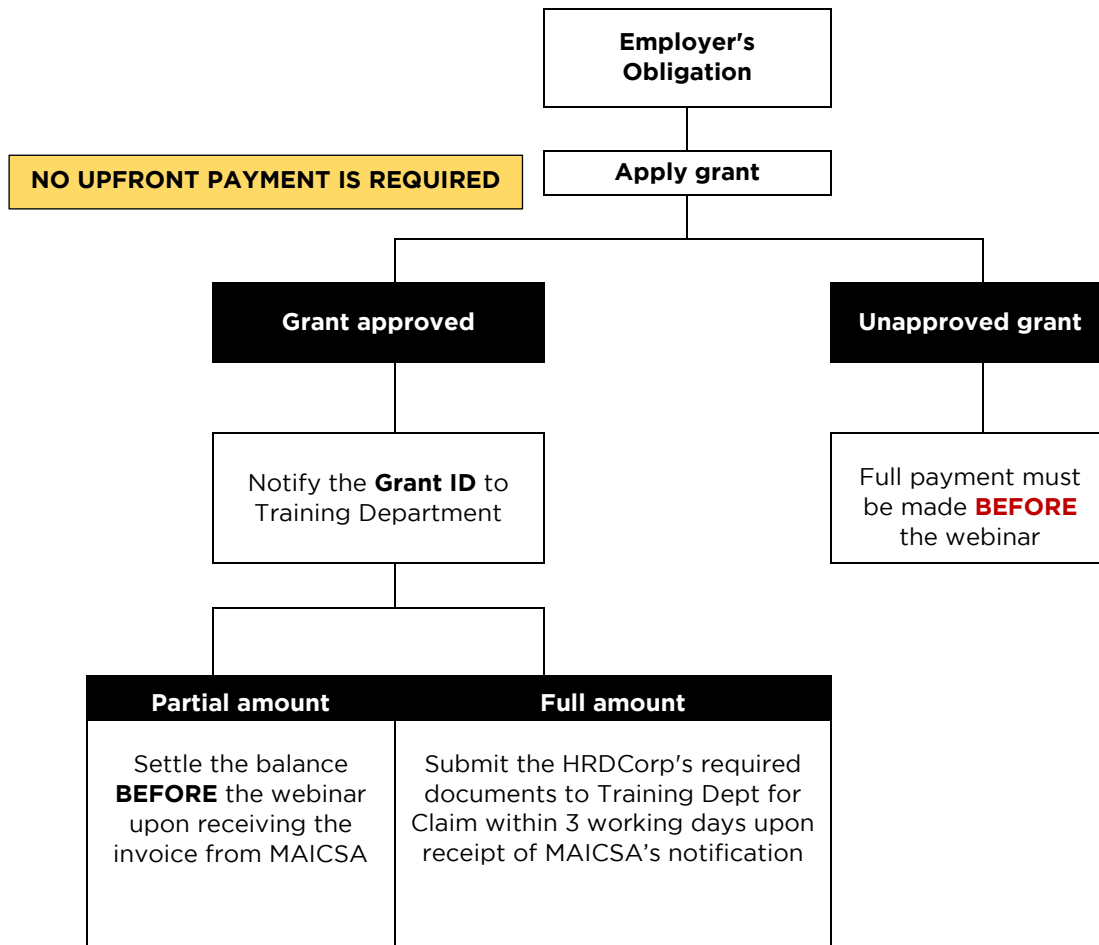 Employer's
Obligation
NO UPFRONT PAYMENT IS REQUIRED
Apply grant
Grant approved
Unapproved grant
Notify the Grant ID to
Training Department
Full payment must
be made BEFORE
the webinar
Partial amount
Full amount
Settle the balance
BEFORE the webinar
upon receiving the
invoice from MAICSA
Submit the HRDCorp's required
documents to Training Dept for
Claim within 3 working days upon
receipt of MAICSA’s notification